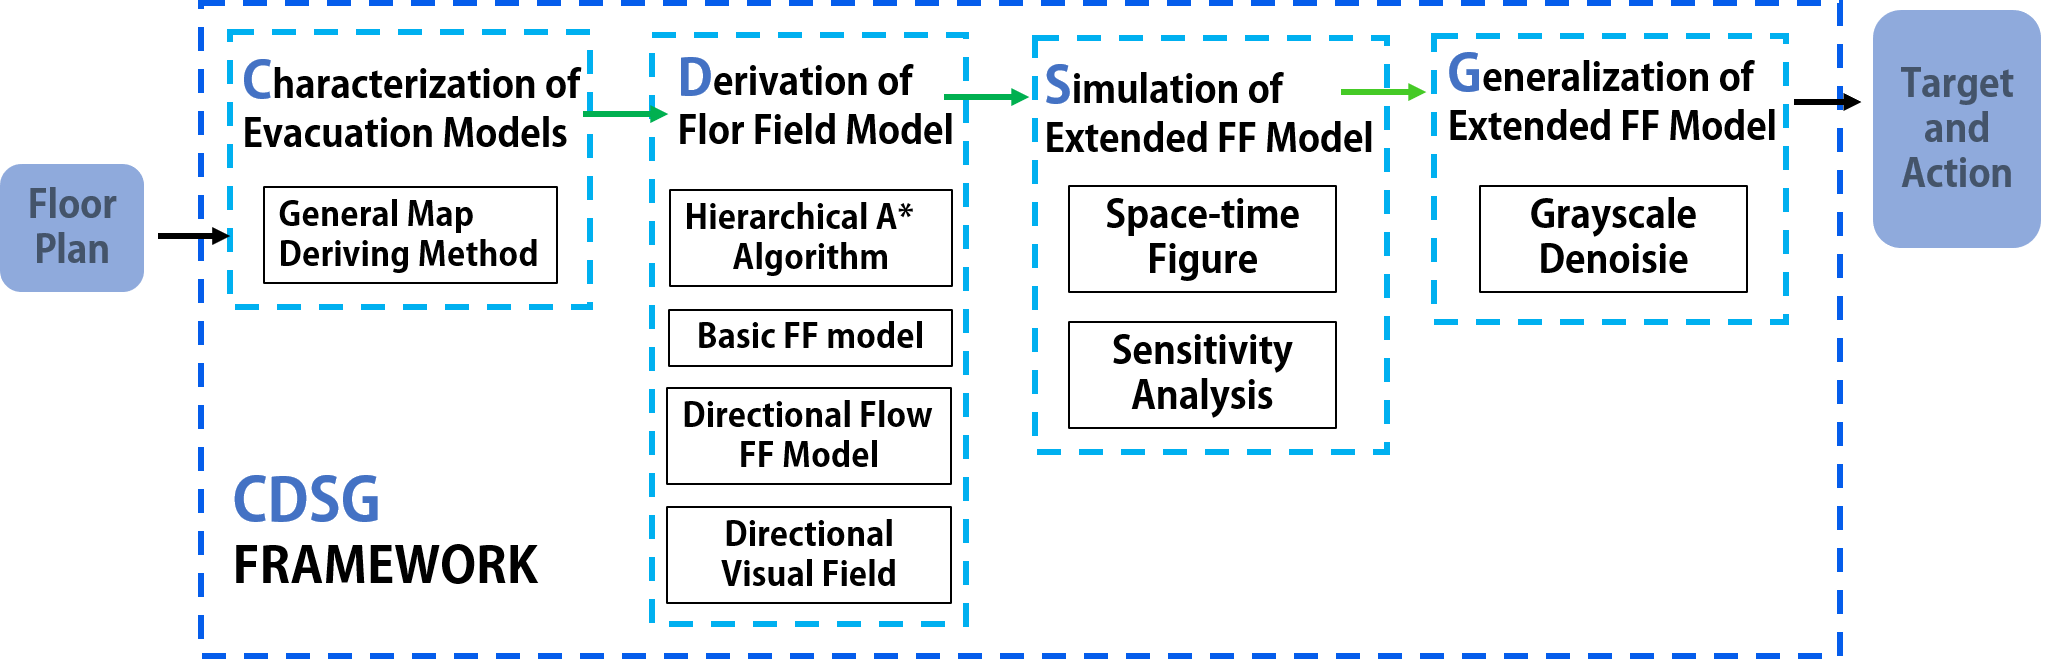 Floor
Plan
Characterization of
Evacuation Models
General Map
Deriving Method
Derivation of
Flor Field Model
Hierarchical A*
Algorithm
Basic FF model
Directional Flow
FF Model
Directional
Visual Field
Simulation of
Extended FF Model
Space-time
Figure
Sensitivity
Analysis
Generalization of
Extended FF Model
Grayscale
Denoisie
Target
and
Action
CDSG
FRAMEWORK